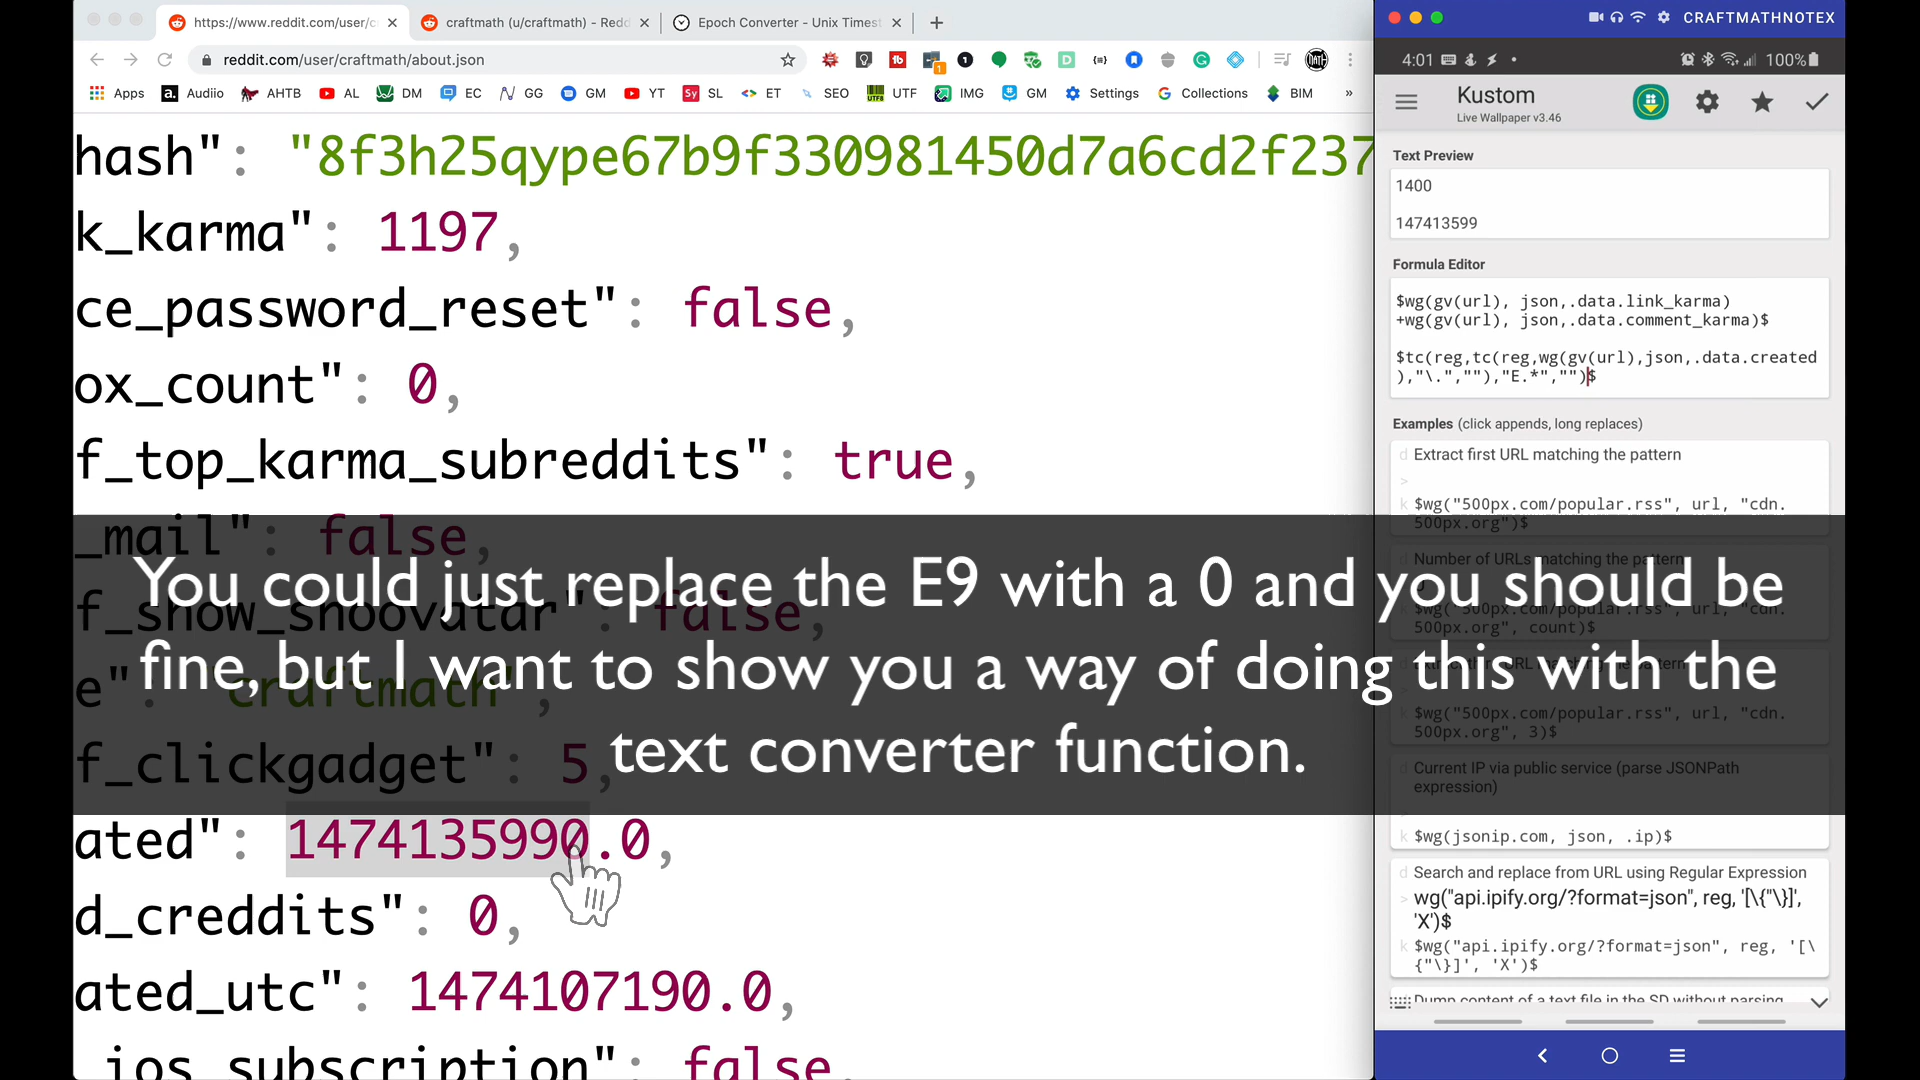 https://www.reddit.com/user/c
craftmath (u/craftmath) - Redd
Epoch Converter - Unix Timest
reddit.com/user/craftmath/about.json
Apps
Audiio
AHTB
AL
DM
EC
GG
GM
YT
SL
ET
SEO
UTF
IMG
GM
Settings
Collections
BIM
»
hash": "8f3h25qype67b9f330981450d7a6cd2f237
k_karma": 1197,
ce_password_reset": false,
ox_count": 0,
f_top_karma_subreddits": true,
_mail": false,
f_show_snoovatar": false,
e": "craftmath",
f_clickgadget": 5,
ated": 1474135990.0,
d_creddits": 0,
ated_utc": 1474107190.0,
_ios_subscription": false,
You could just replace the E9 with a 0 and you should be
fine, but I want to show you a way of doing this with the
text converter function.
CRAFTMATHNOTEX
4:01
100%
Kustom
Live Wallpaper v3.46
Text Preview
1400
147413599
Formula Editor
$wg(gv(url), json,.data.link_karma)
+wg(gv(url), json,.data.comment_karma)$
$tc(reg,tc(reg,wg(gv(url),json,.data.created
),"\.",""),"E.*","")$
Examples (click appends, long replaces)
d Extract first URL matching the pattern
>
k $wg("500px.com/popular.rss", url, "cdn.
500px.org")$
d Number of URLs matching the pattern
$wg("500px.com/popular.rss", url, "cdn.
500px.org", count)$
$wg("500px.com/popular.rss", url, "cdn.
500px.org", 3)$
d Current IP via public service (parse JSONPath
expression)
k $wg(jsonip.com, json, .ip)$
d Search and replace from URL using Regular Expression
> wg("api.ipify.org/?format=json", reg, '[\{"\}]',
'X')$
k $wg("api.ipify.org/?format=json", reg, '[\
{"\}]', 'X')$
Dump content of a text file in the SD without parsing